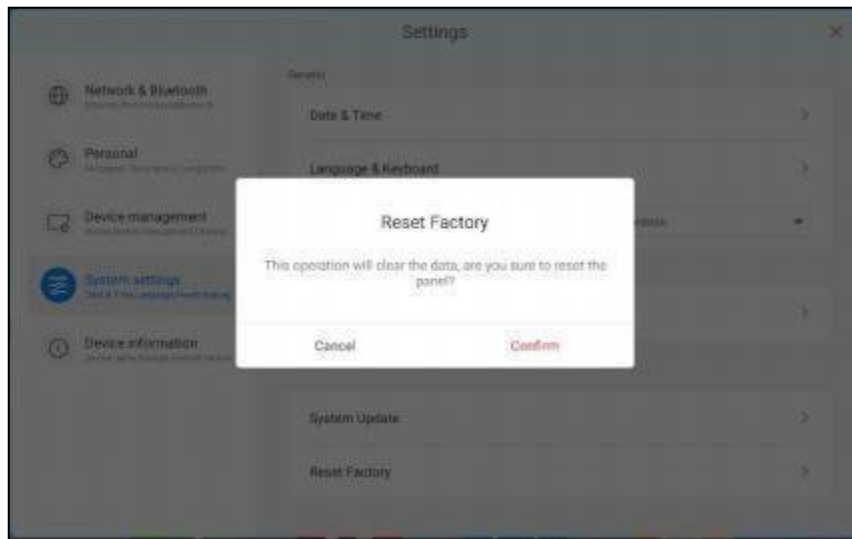 Settings
Network & Bluetooth
General
Date & Time
Personal
Language & Keyboard
Device management
Reset Factory
This operation will clear the data, are you sure to reset the
panel?
Cancel
Confirm
System settings
Device information
System Update
Reset Factory